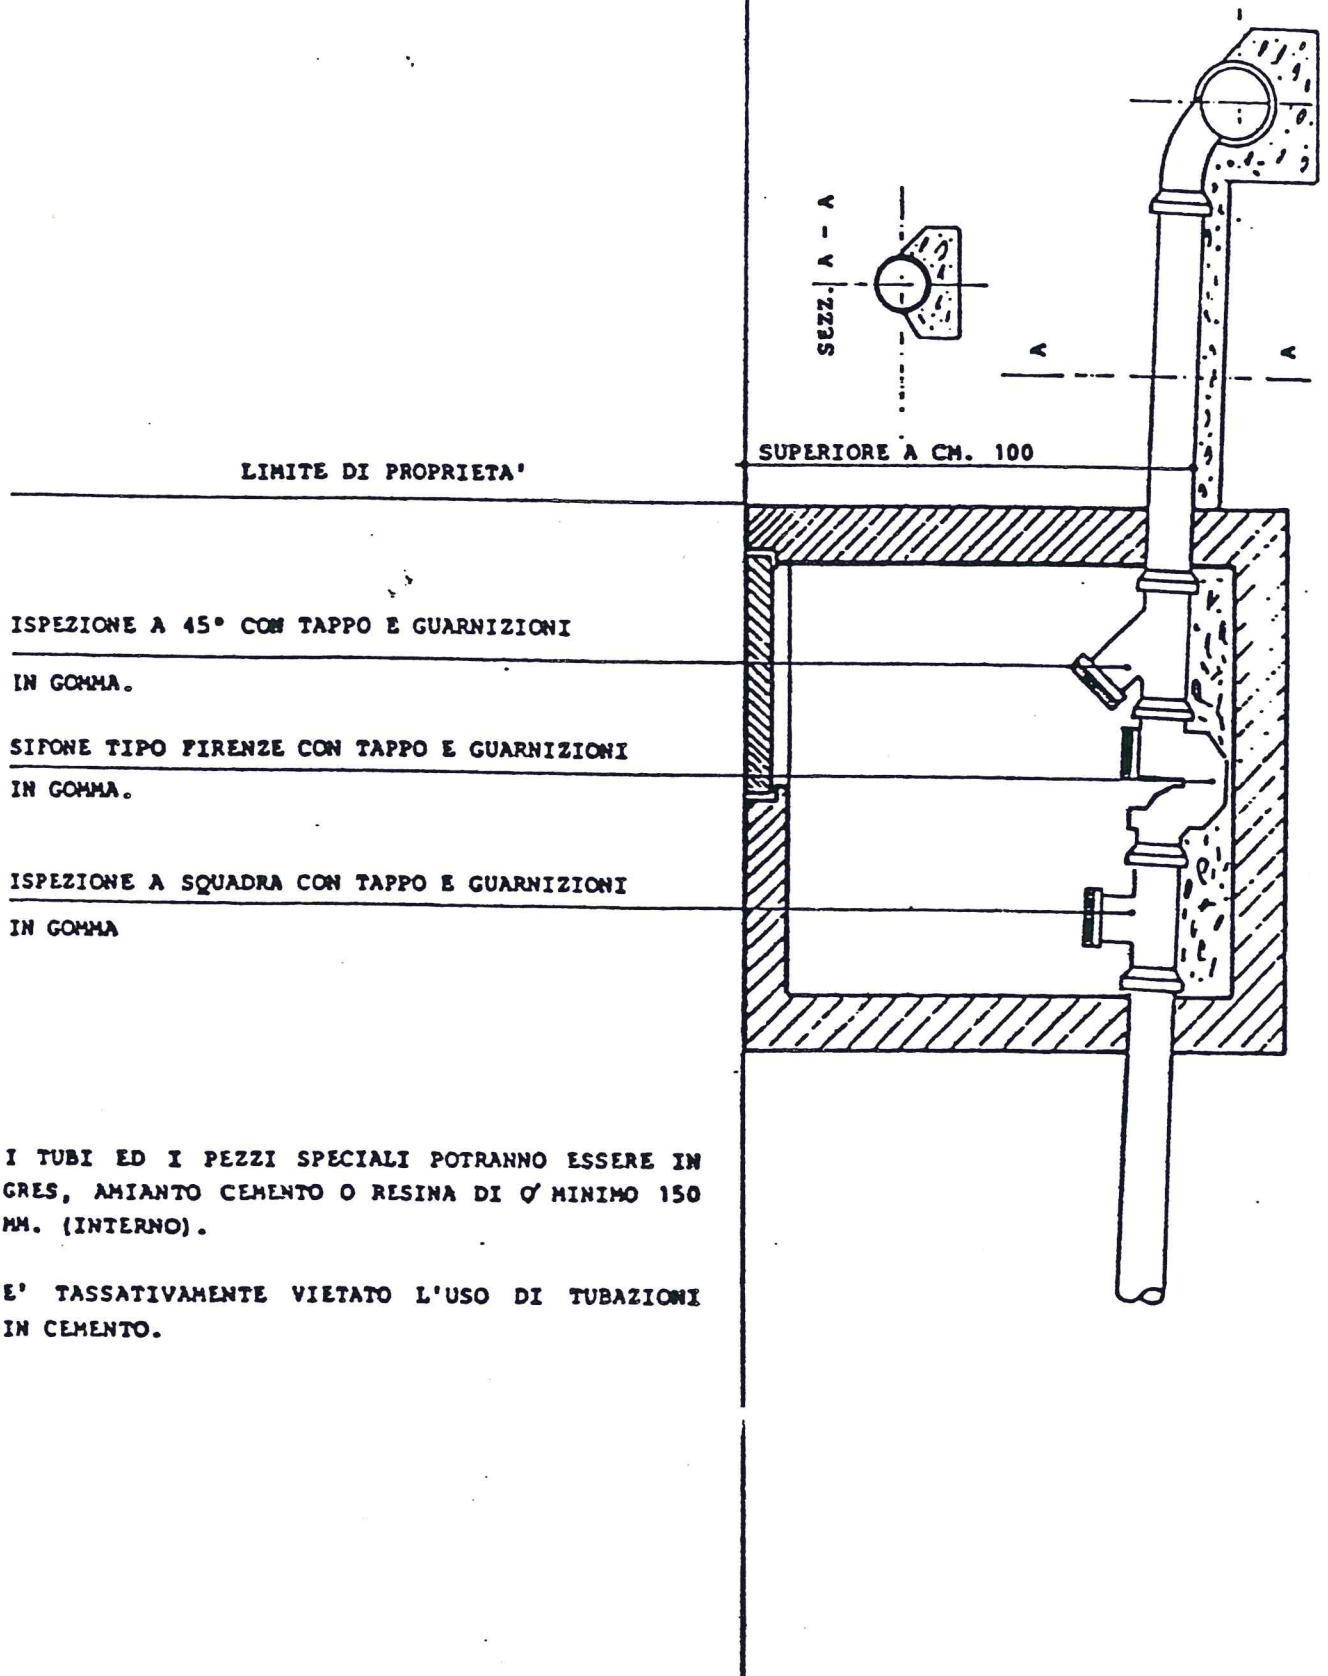 SEZZ. A - A
A
A
SUPERIORE A CM. 100
LIMITE DI PROPRIETA'
ISPEZIONE A 45° CON TAPPO E GUARNIZIONI
IN GOMMA.
SIFONE TIPO FIRENZE CON TAPPO E GUARNIZIONI
IN GOMMA.
ISPEZIONE A SQUADRA CON TAPPO E GUARNIZIONI
IN GOMMA
I TUBI ED I PEZZI SPECIALI POTRANNO ESSERE IN
GRES, AMIANTO CEMENTO O RESINA DI Ø MINIMO 150
MM. (INTERNO).
E' TASSATIVAMENTE VIETATO L'USO DI TUBAZIONI
IN CEMENTO.